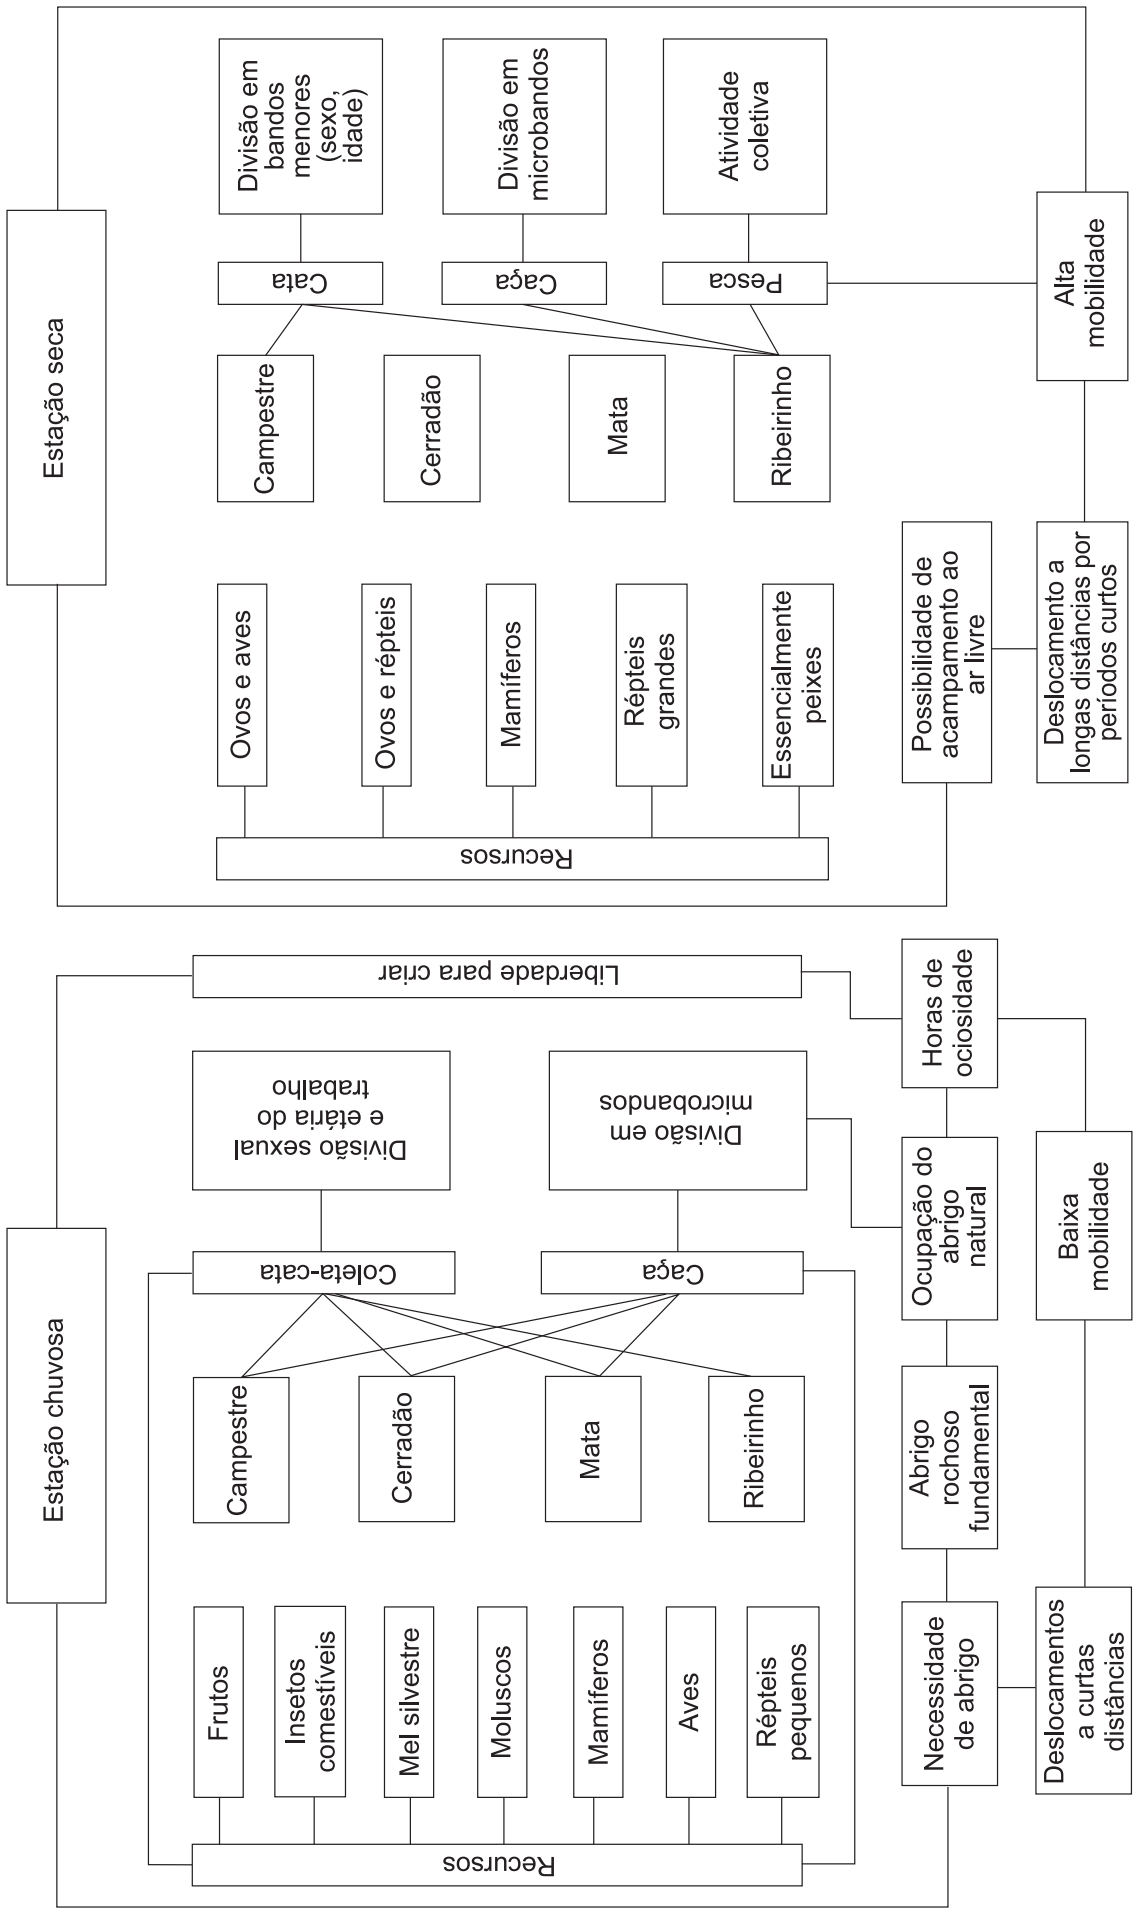 Estação chuvosa
Recursos
Frutos
Insetos
comestíveis
Mel silvestre
Moluscos
Mamíferos
Aves
Répteis
pequenos
Campestre
Cerradão
Mata
Ribeirinho
Coleta-cata
Caça
Divisão sexual
e etária do
trabalho
Divisão em
microbandos
Liberdade para criar
Necessidade
de abrigo
Abrigo
rochoso
fundamental
Ocupação do
abrigo
natural
Horas de
ociosidade
Deslocamentos
a curtas
distâncias
Baixa
mobilidade
Estação seca
Recursos
Ovos e aves
Ovos e répteis
Mamíferos
Répteis
grandes
Essencialmente
peixes
Campestre
Cerradão
Mata
Ribeirinho
Cata
Caça
Pesca
Divisão em
bandos
menores
(sexo,
idade)
Divisão em
microbandos
Atividade
coletiva
Possibilidade de
acampamento ao
ar livre
Deslocamento a
longas distâncias por
períodos curtos
Alta
mobilidade